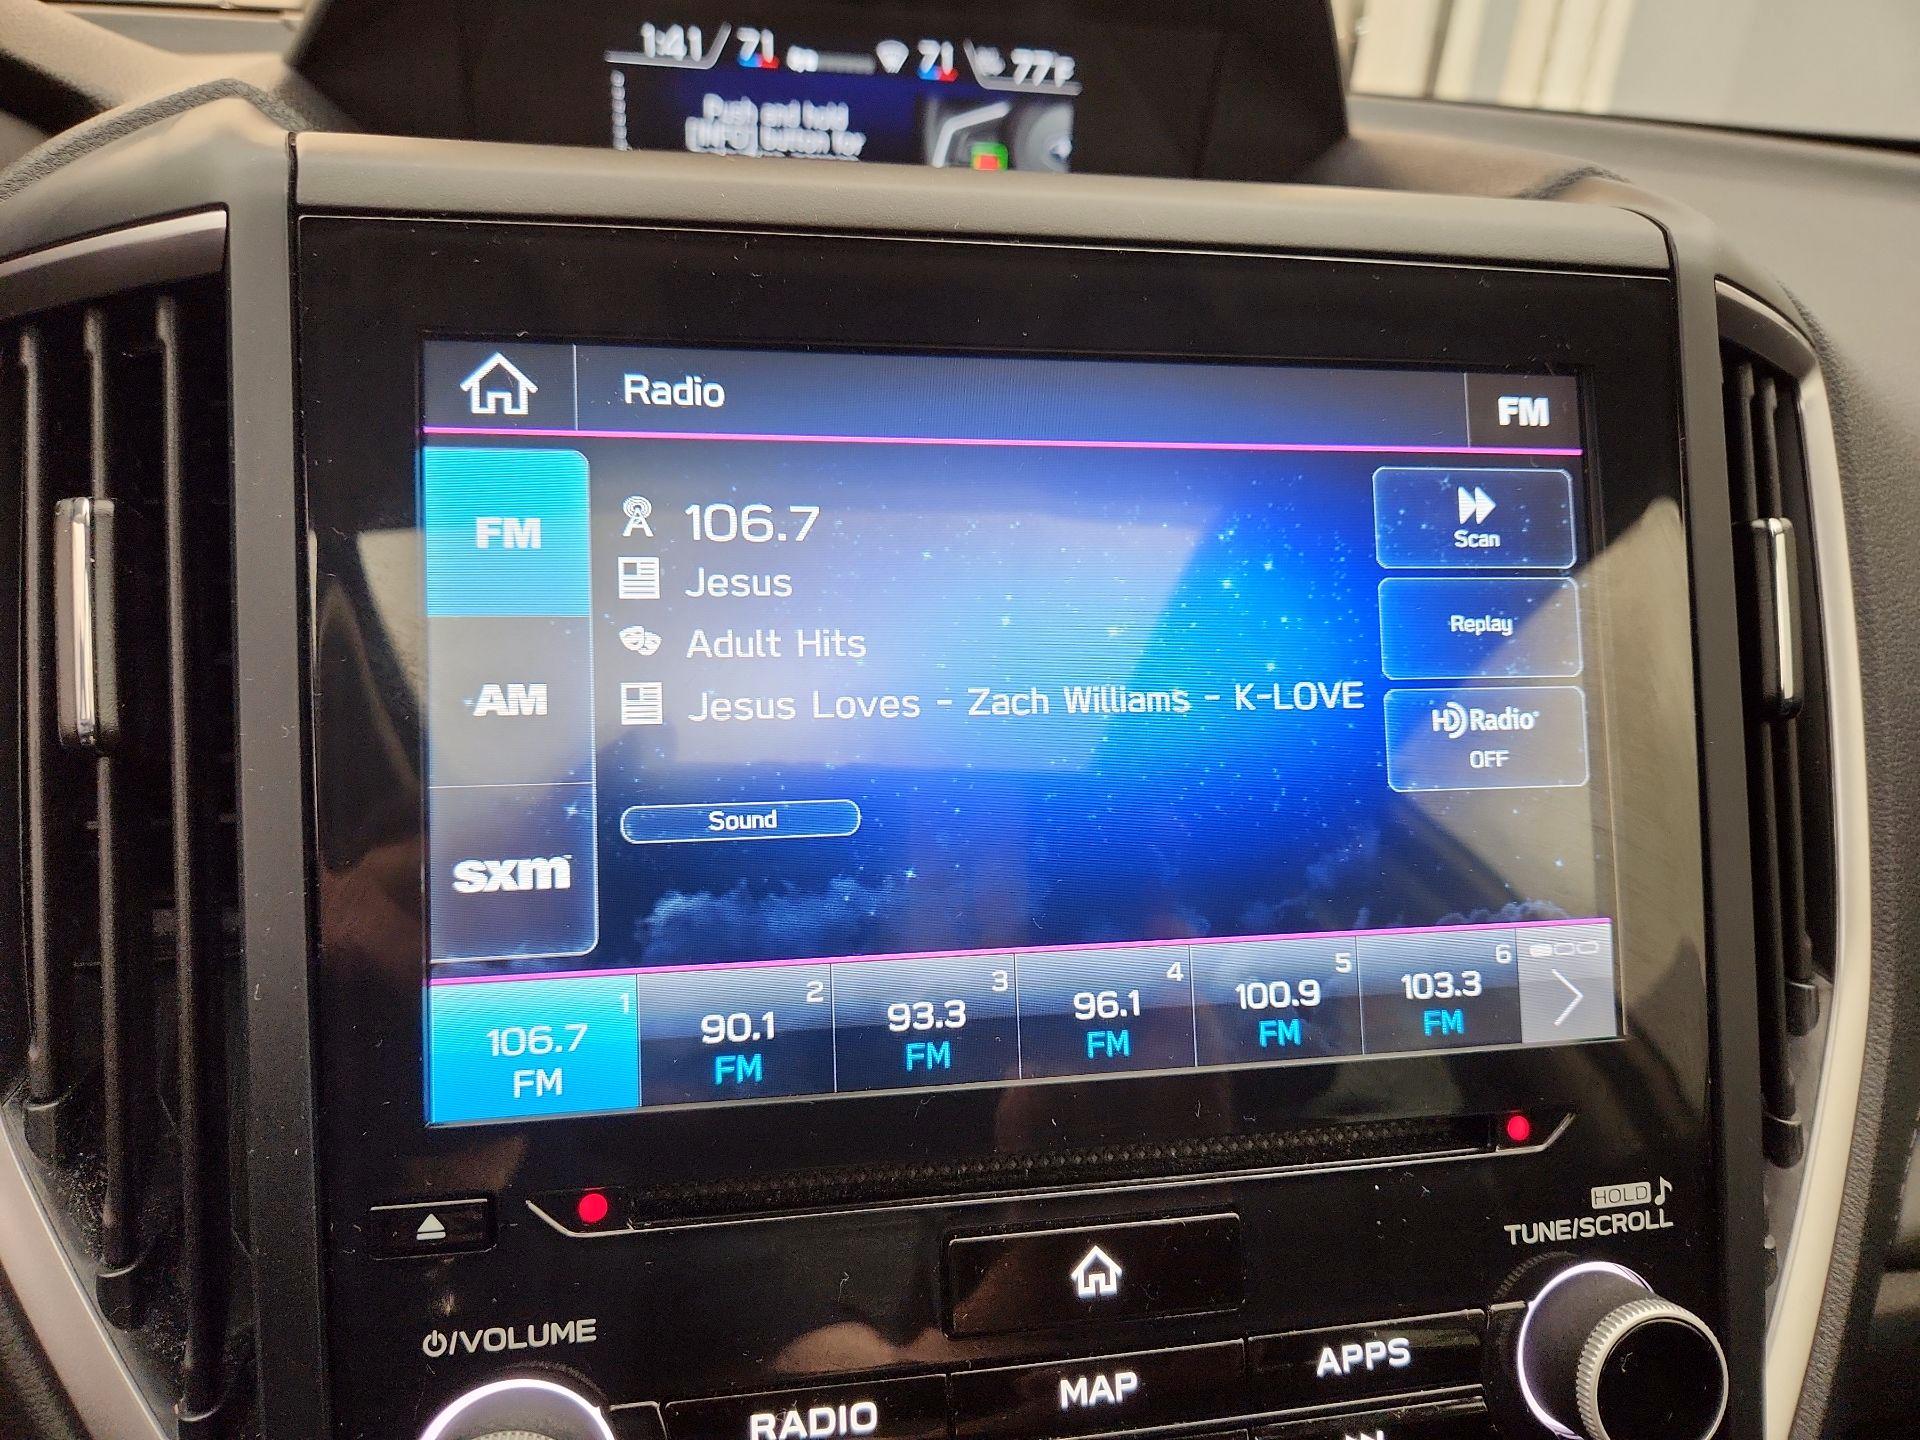 1:41 71 71 77°F
Push and hold
[INFO] button for
Radio
FM
FM
106.7
Scan
Jesus
Replay
Adult Hits
AM
Jesus Loves - Zach Williams - K-LOVE
HD Radio
OFF
Sound
sxm
1 2 3 4 5 6
106.7 90.1 93.3 96.1 100.9 103.3
FM FM FM FM FM FM
HOLD
TUNE/SCROLL
/VOLUME
APPS
MAP
RADIO